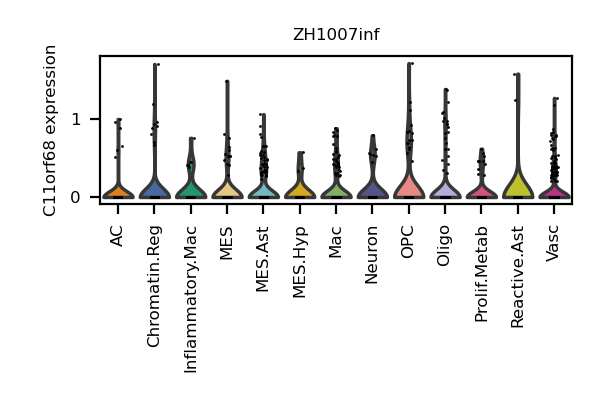 ZH1007inf
C11orf68 expression
1
0
AC
Chromatin.Reg
Inflammatory.Mac
MES
MES.Ast
MES.Hyp
Mac
Neuron
OPC
Oligo
Prolif.Metab
Reactive.Ast
Vasc